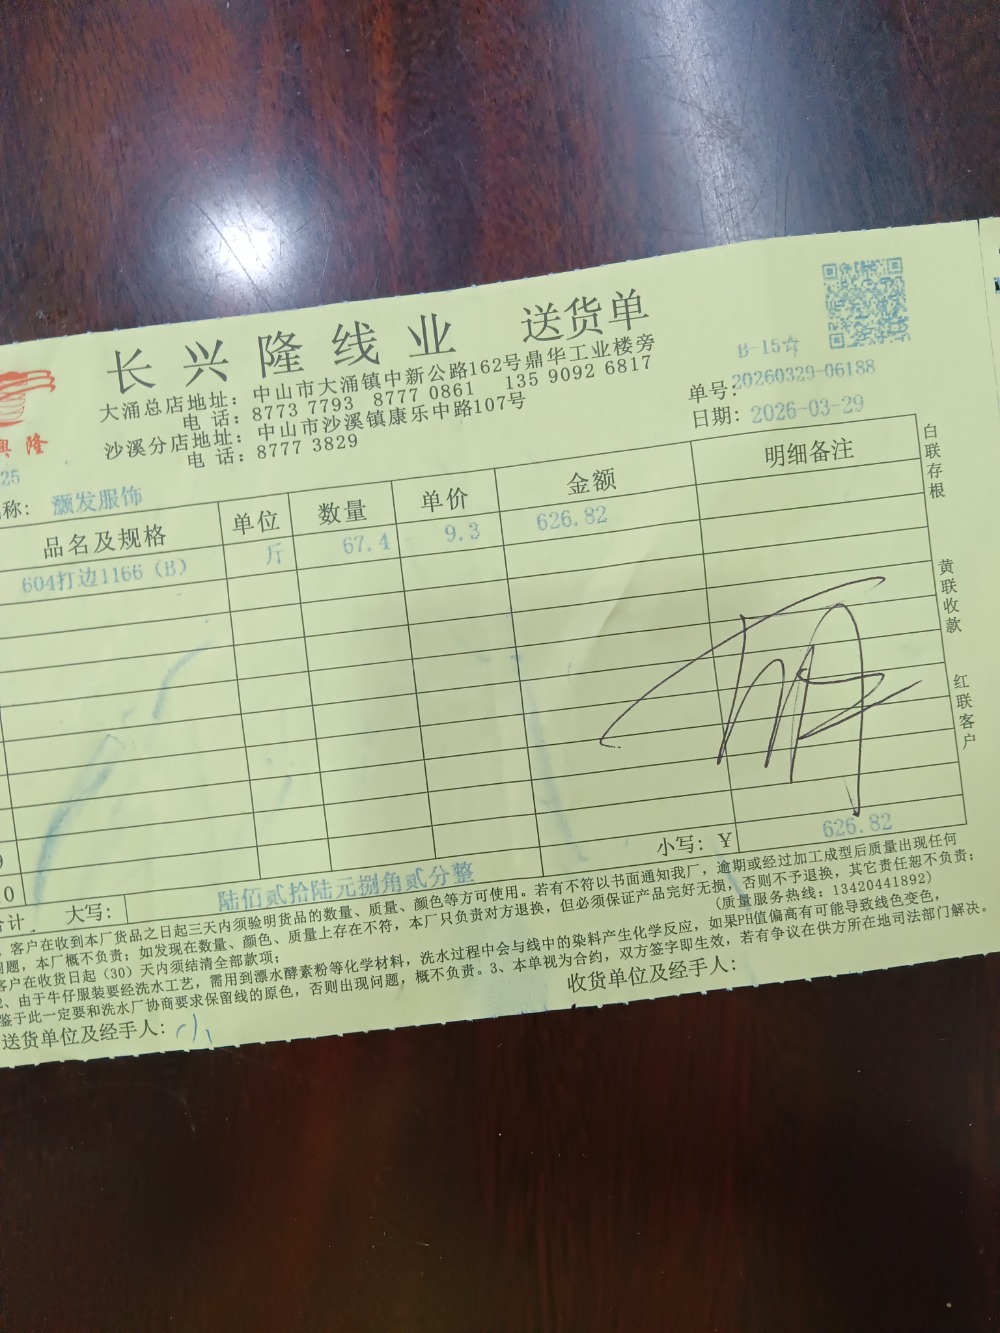 长兴隆线业 送货单
大涌总店地址：中山市大涌镇中新公路162号鼎华工业楼旁
电 话：8773 7793 8777 0861 135 9092 6817
沙溪分店地址：中山市沙溪镇康乐中路107号
电 话：8777 3829
B-15☆
单号：20260329-06188
日期：2026-03-29
隆
25
称：灏发服饰
品名及规格 单位 数量 单价 金额 明细备注
604打边1166（B） 斤 67.4 9.3 626.82
白联存根
黄联收款
红联客户
小写：Y 626.82
合计 大写：陆佰贰拾陆元捌角贰分整
客户在收到本厂货品之日起三天内须验明货品的数量、质量、颜色等方可使用。若有不符以书面通知我厂，逾期或经过加工成型后质量出现任何
问题，本厂概不负责；如发现在数量、颜色、质量上存在不符，本厂只负责对方退换，但必须保证产品完好无损，否则不予退换，其它责任恕不负责；
客户在收货日起（30）天内须结清全部款项； （质量服务热线：13420441892）
2、由于牛仔服装要经洗水工艺，需用到漂水酵素粉等化学材料，洗水过程中会与线中的染料产生化学反应，如果PH值偏高有可能导致线色变色，
鉴于此一定要和洗水厂协商要求保留线的原色，否则出现问题，概不负责。3、本单视为合约，双方签字即生效，若有争议在供方所在地司法部门解决。
送货单位及经手人： 收货单位及经手人：